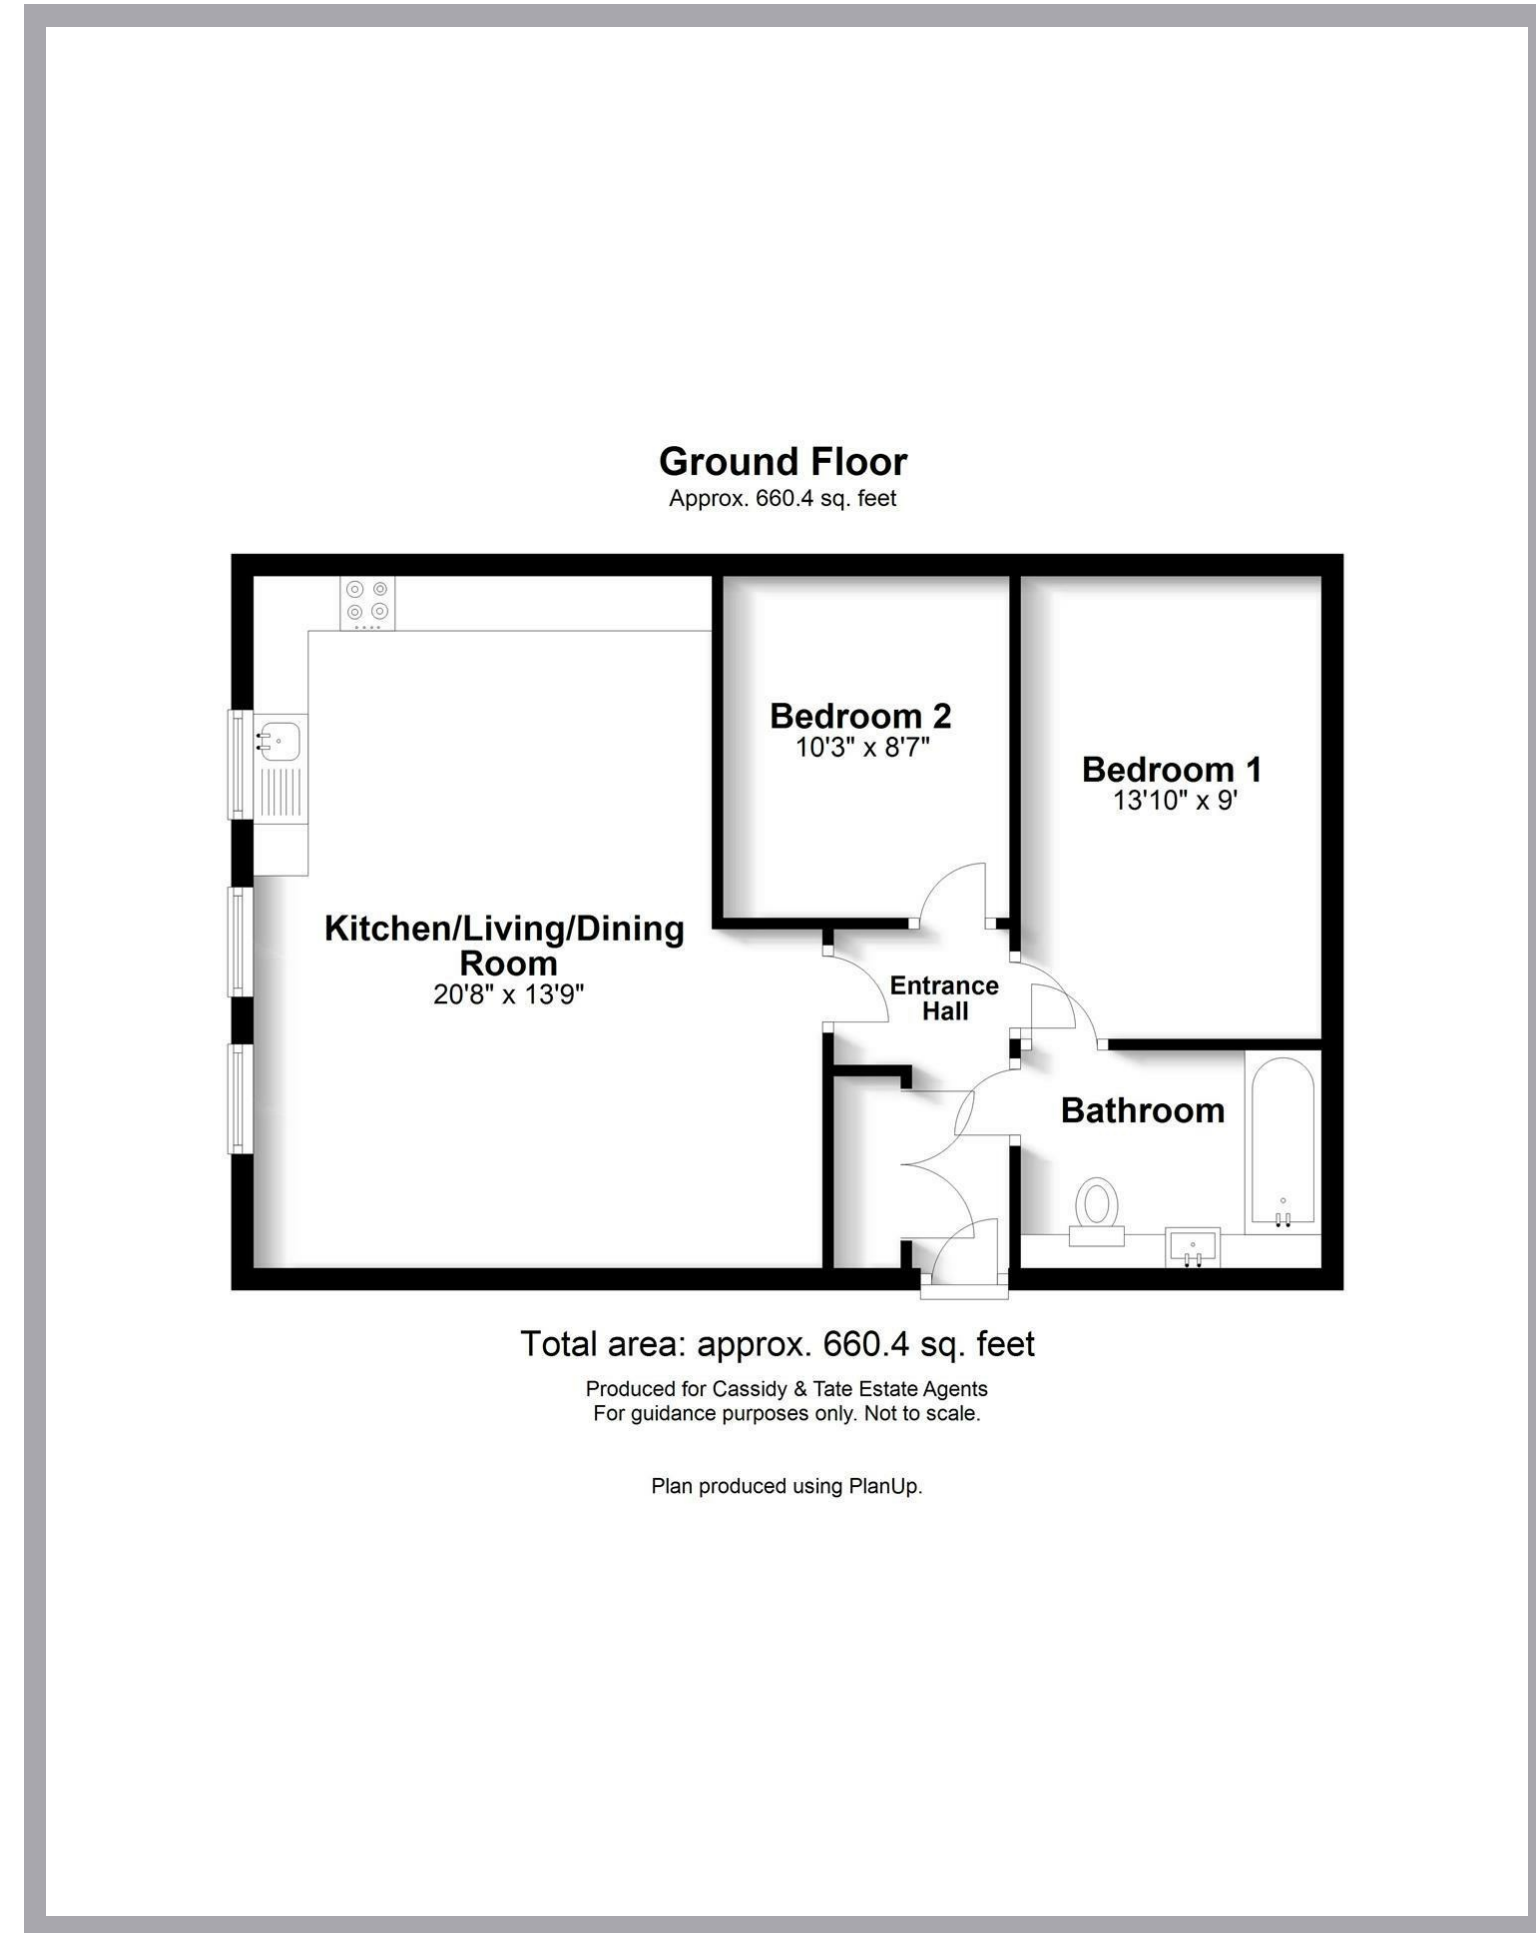 Ground Floor
Approx. 660.4 sq. feet
Bedroom 2
10'3" x 8'7"
Bedroom 1
13'10" x 9'
Kitchen/Living/Dining
Room
20'8" x 13'9"
Entrance
Hall
Bathroom
Total area: approx. 660.4 sq. feet
Produced for Cassidy & Tate Estate Agents
For guidance purposes only. Not to scale.
Plan produced using PlanUp.